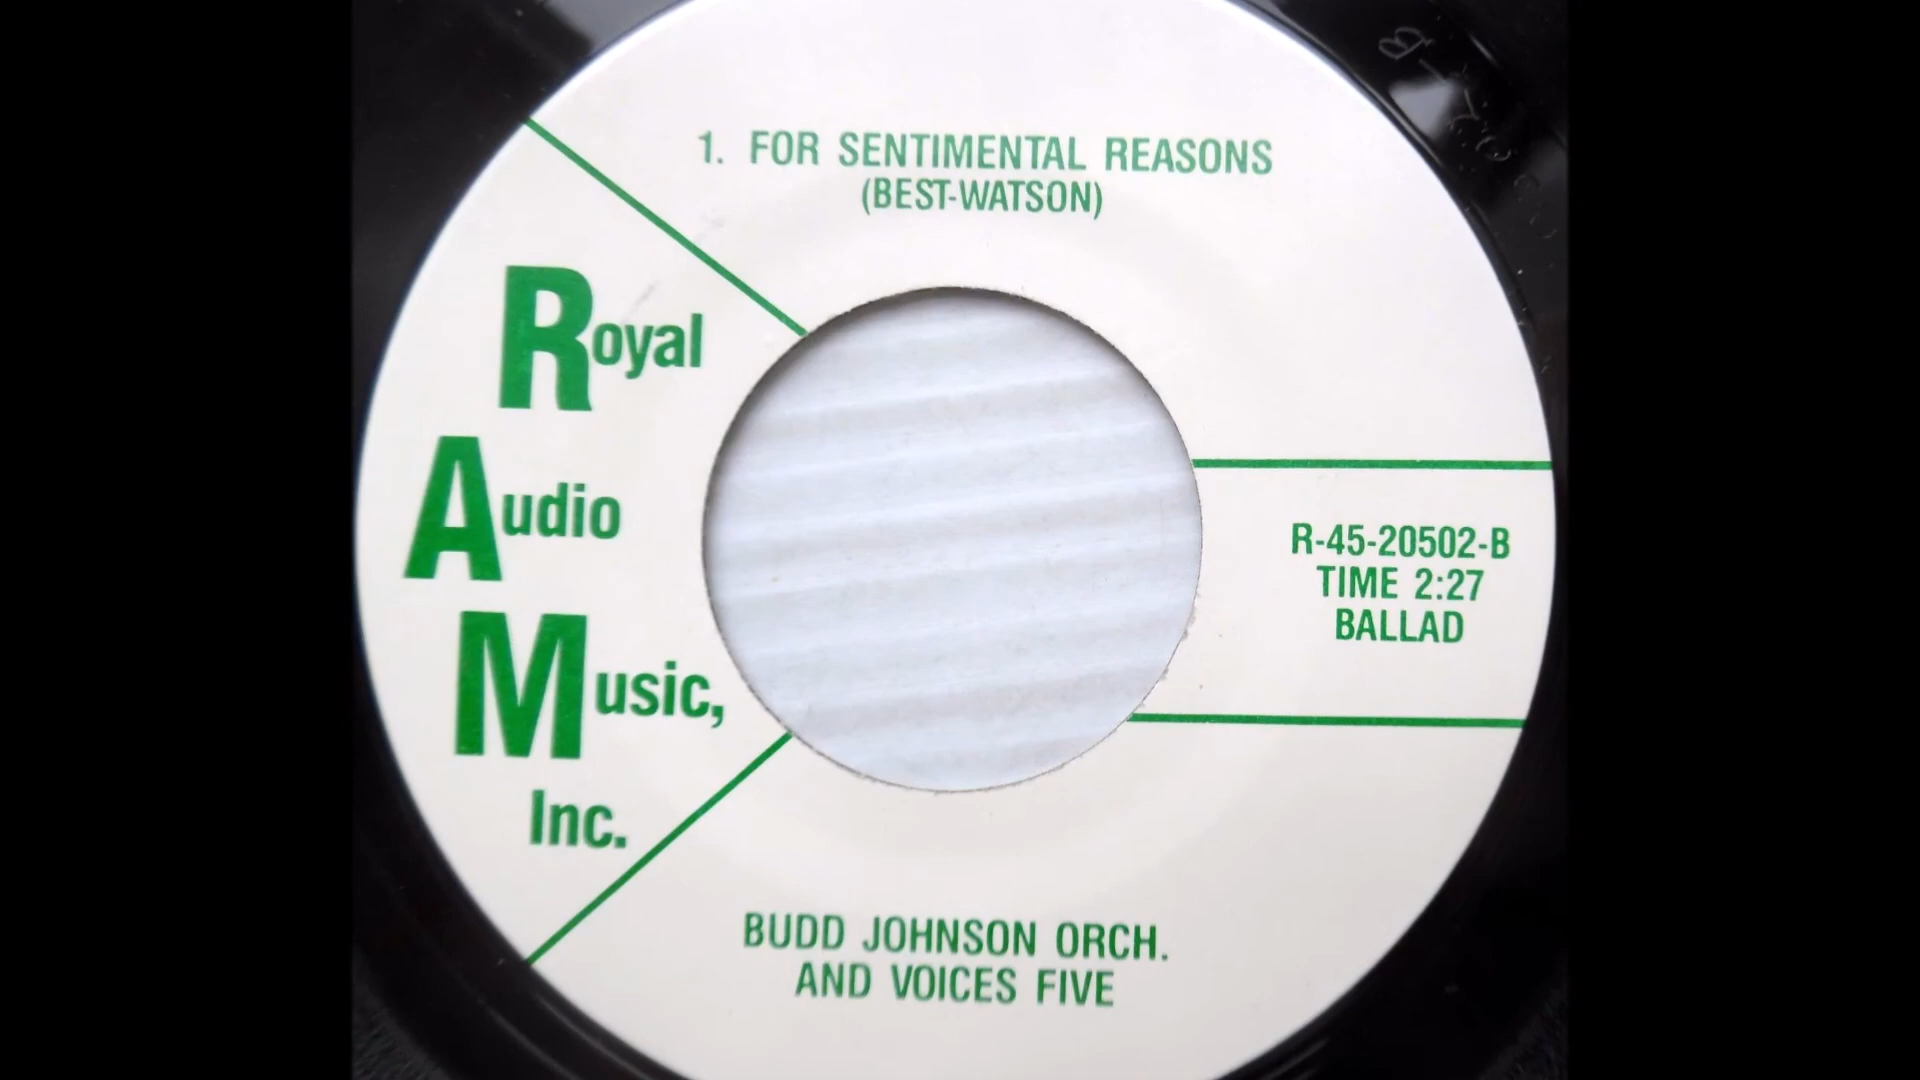 1. FOR SENTIMENTAL REASONS
(BEST-WATSON)
Royal
Audio
Music,
Inc.
R-45-20502-B
TIME 2:27
BALLAD
BUDD JOHNSON ORCH.
AND VOICES FIVE